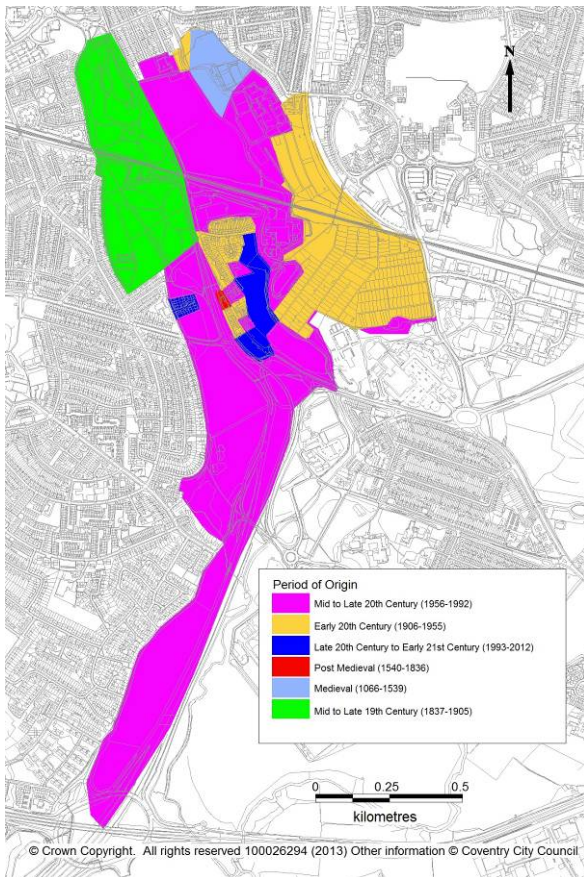 N
Period of Origin
Mid to Late 20th Century (1956-1992)
Early 20th Century (1906-1955)
Late 20th Century to Early 21st Century (1993-2012)
Post Medieval (1540-1836)
Medieval (1066-1539)
Mid to Late 19th Century (1837-1905)
0 0.25 0.5
kilometres
© Crown Copyright. All rights reserved 100026294 (2013) Other information © Coventry City Council